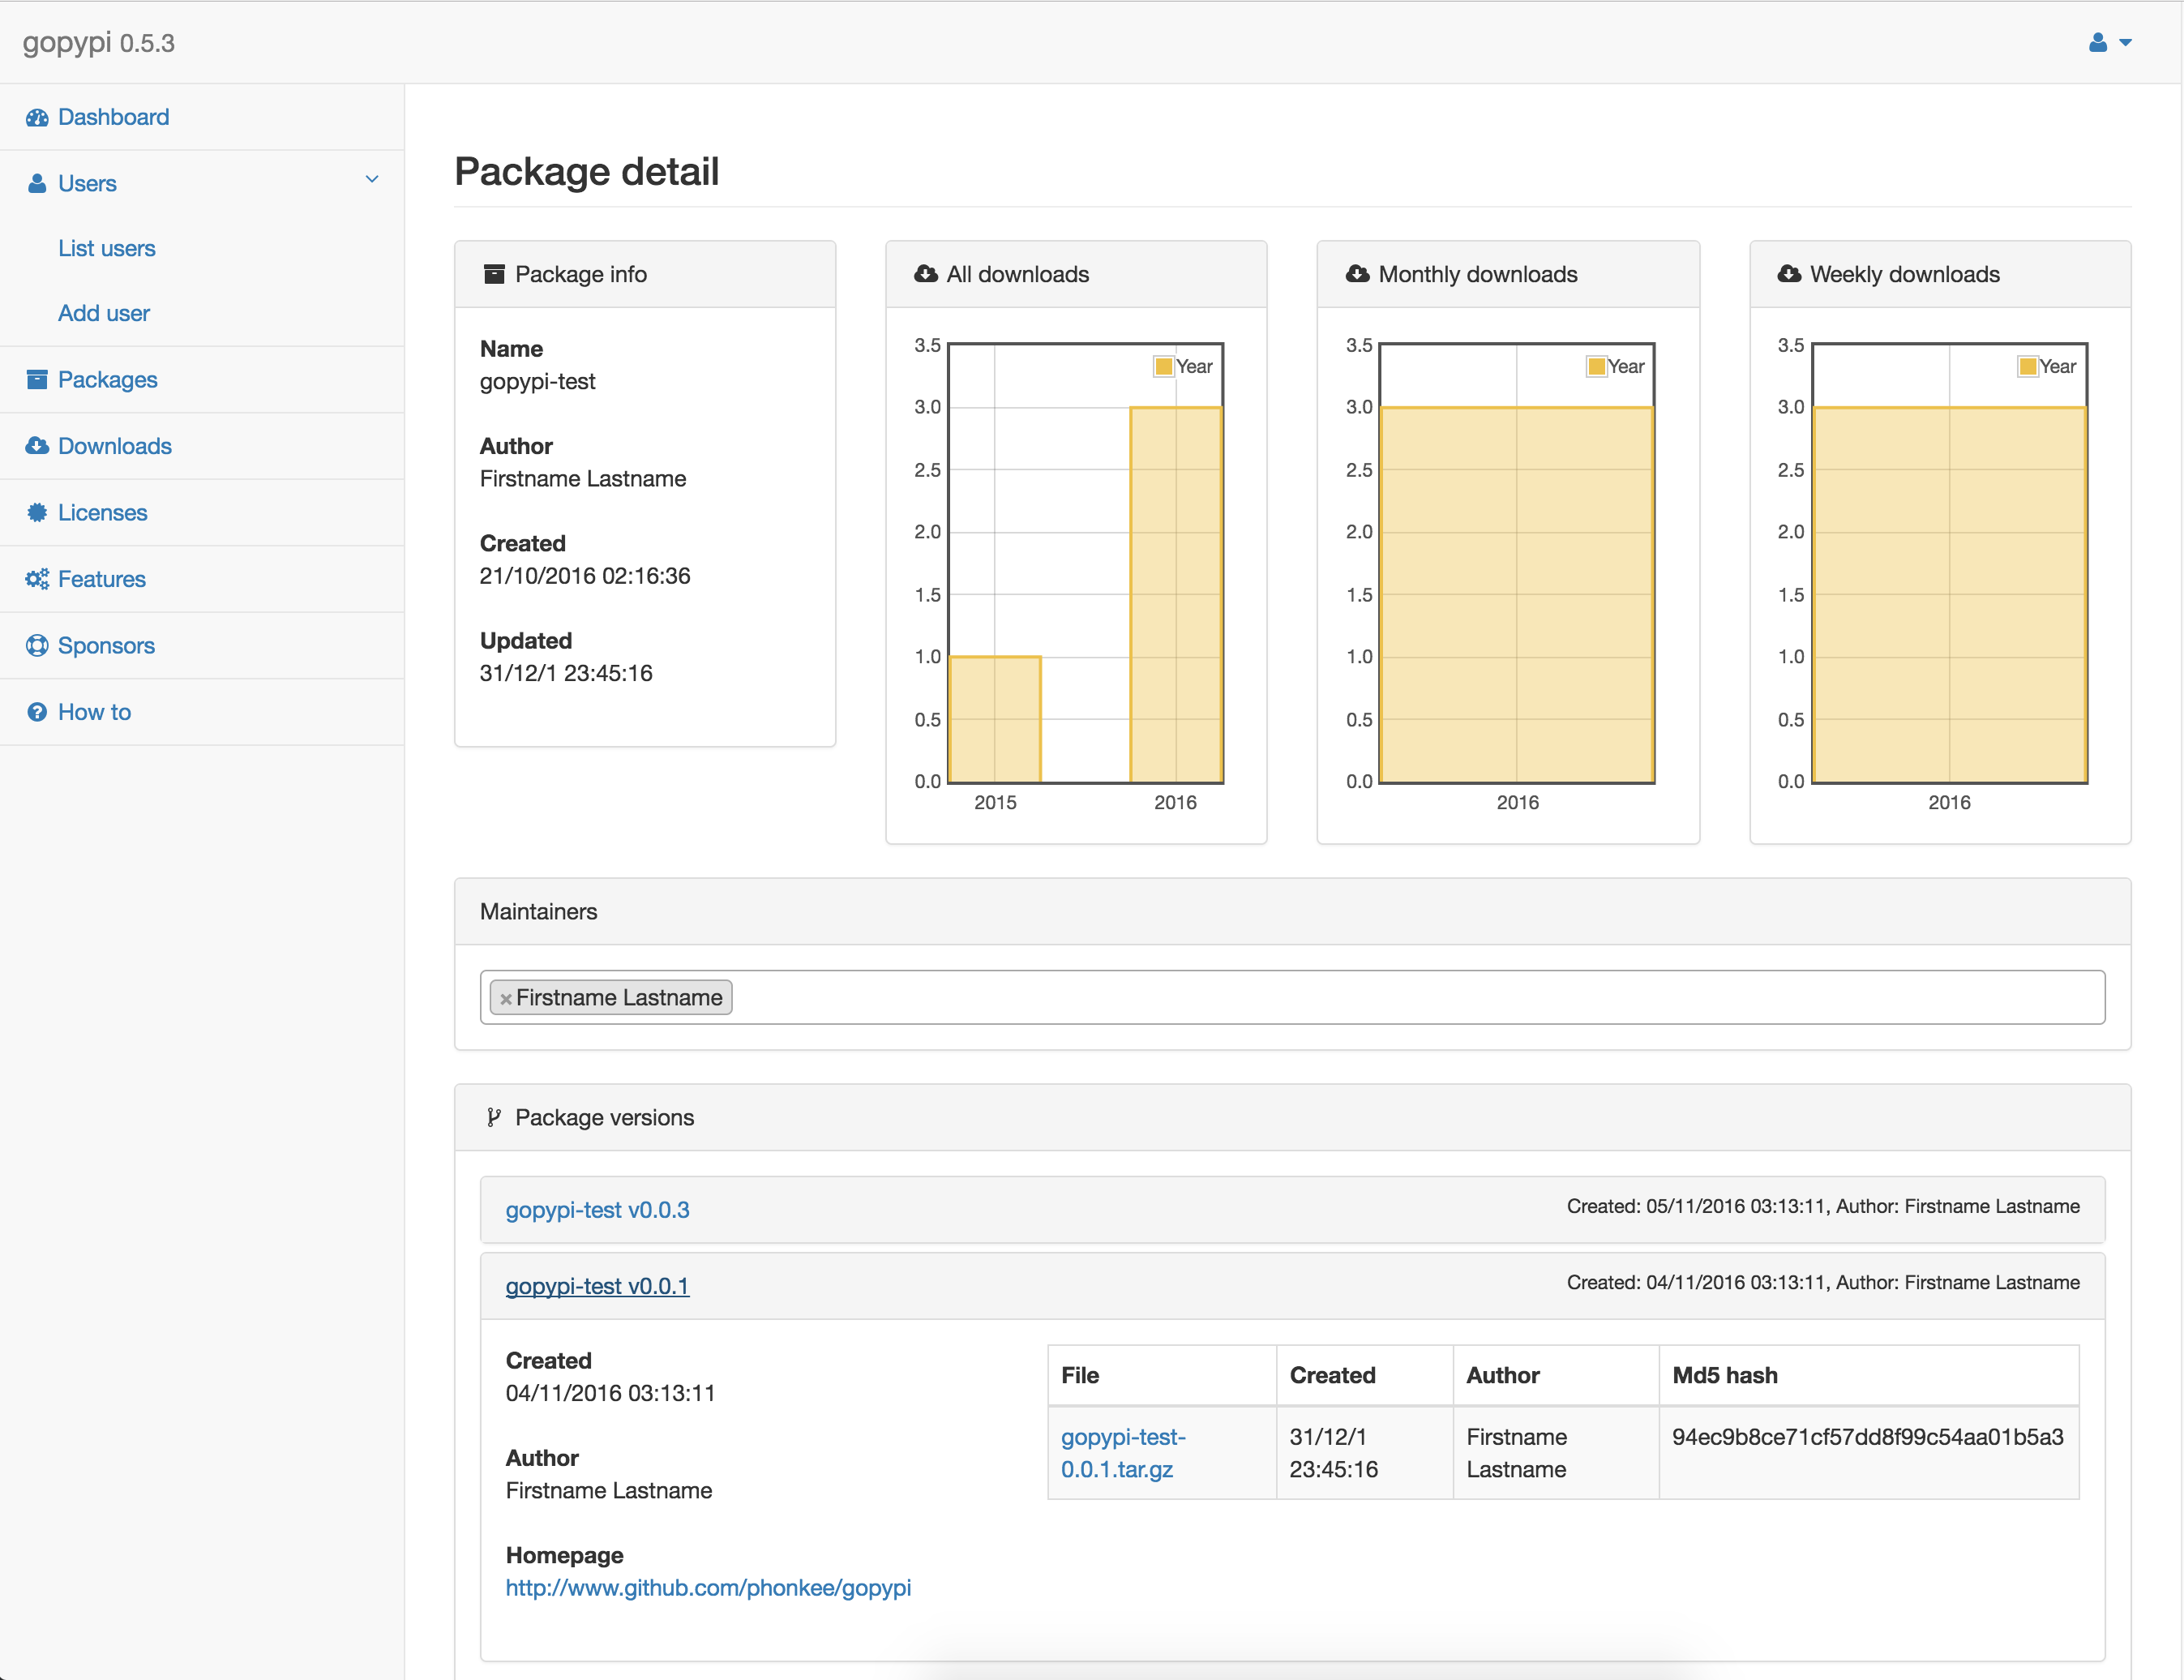 gopypi 0.5.3
Dashboard
Users
List users
Add user
Packages
Downloads
Licenses
Features
Sponsors
How to
Package detail
Package info
Name
gopypi-test
Author
Firstname Lastname
Created
21/10/2016 02:16:36
Updated
31/12/1 23:45:16
All downloads
Year
3.5
3.0
2.5
2.0
1.5
1.0
0.5
0.0
2015 2016
Monthly downloads
Year
3.5
3.0
2.5
2.0
1.5
1.0
0.5
0.0
2016
Weekly downloads
Year
3.5
3.0
2.5
2.0
1.5
1.0
0.5
0.0
2016
Maintainers
×Firstname Lastname
Package versions
gopypi-test v0.0.3 Created: 05/11/2016 03:13:11, Author: Firstname Lastname
gopypi-test v0.0.1 Created: 04/11/2016 03:13:11, Author: Firstname Lastname
Created
04/11/2016 03:13:11
Author
Firstname Lastname
Homepage
http://www.github.com/phonkee/gopypi
File Created Author Md5 hash
gopypi-test- 31/12/1 Firstname 94ec9b8ce71cf57dd8f99c54aa01b5a3
0.0.1.tar.gz 23:45:16 Lastname